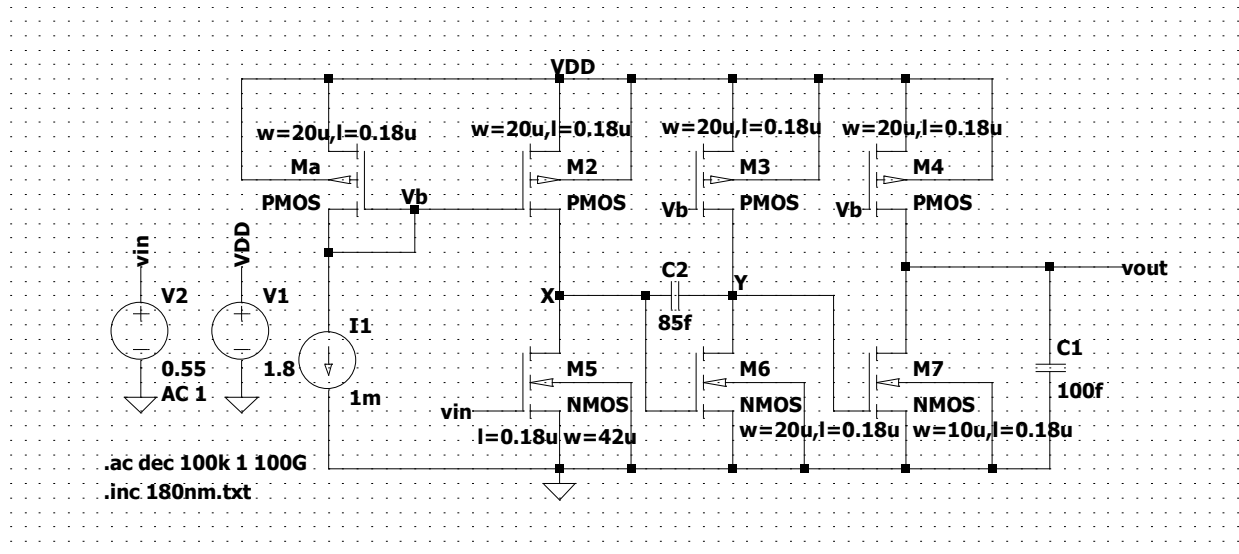 VDD
w=20u,l=0.18u
w=20u,l=0.18u
w=20u,l=0.18u
w=20u,l=0.18u
Ma
M2
M3
M4
PMOS
Vb
PMOS
Vb
PMOS
Vb
PMOS
vin
VDD
C2
vout
V2
V1
X
Y
I1
85f
C1
0.55
1.8
M5
M6
M7
AC 1
1m
100f
vin
NMOS
NMOS
NMOS
l=0.18u w=42u
w=20u,l=0.18u
w=10u,l=0.18u
.ac dec 100k 1 100G
.inc 180nm.txt